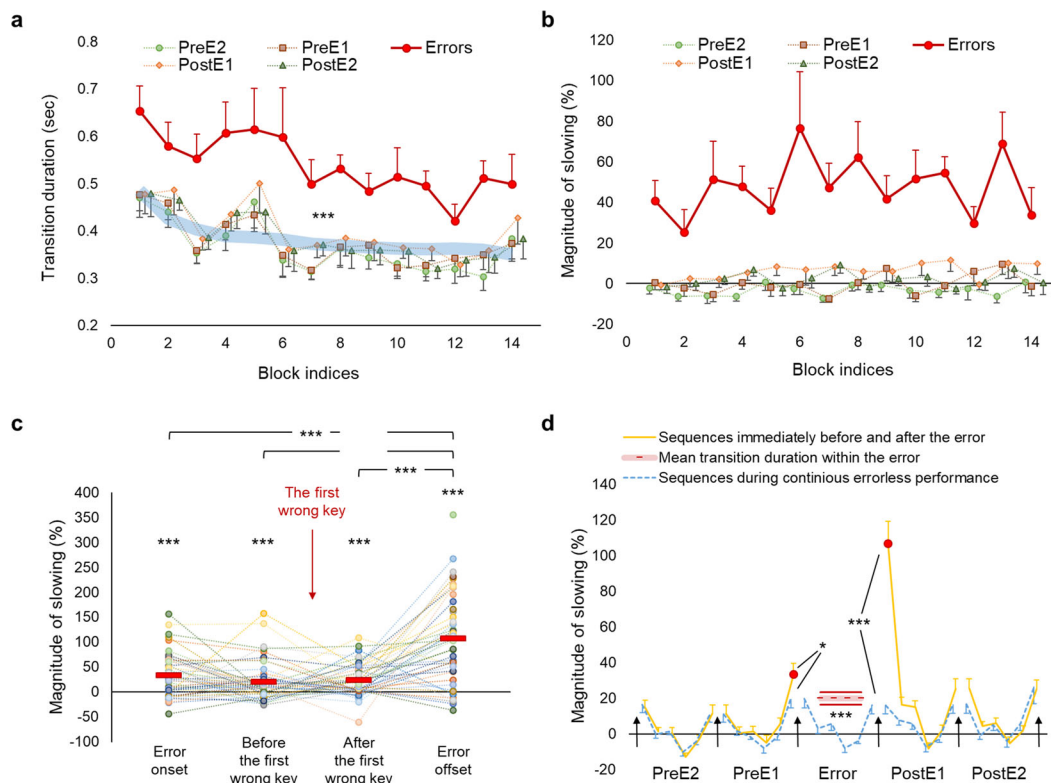 a
0.8
0.7
0.6
0.5
0.4
0.3
0.2
Transition duration (sec)
PreE2
PreE1
Errors
PostE1
PostE2
***
0 2 4 6 8 10 12 14
Block indices
b
120
100
80
60
40
20
0
-20
Magnitude of slowing (%)
PreE2
PreE1
Errors
PostE1
PostE2
0 2 4 6 8 10 12 14
Block indices
c
***
***
The first
wrong key
***
*** *** ***
400
350
300
250
200
150
100
50
0
-50
-100
Magnitude of slowing (%)
Error
onset
Before
the first
wrong key
After
the first
wrong key
Error
offset
d
Sequences immediately before and after the error
Mean transition duration within the error
Sequences during continious errorless performance
140
120
100
80
60
40
20
0
-20
Magnitude of slowing (%)
*
***
***
PreE2 PreE1 Error PostE1 PostE2